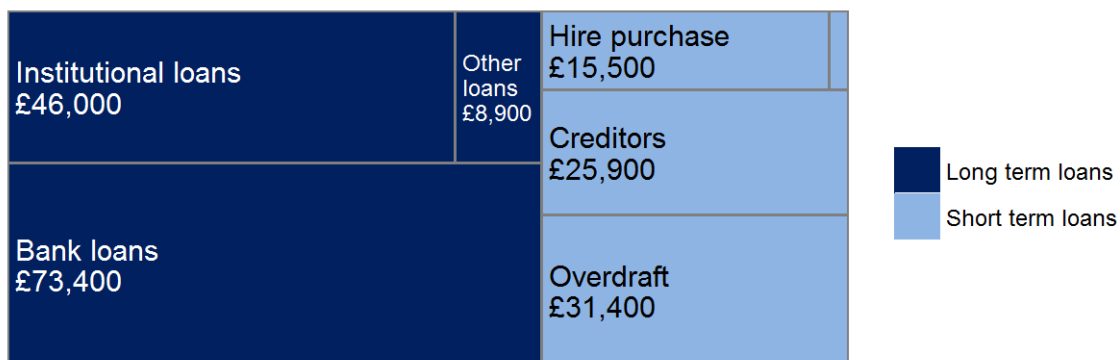 Institutional loans
£46,000
Other
loans
£8,900
Hire purchase
£15,500
Creditors
£25,900
Bank loans
£73,400
Overdraft
£31,400
Long term loans
Short term loans